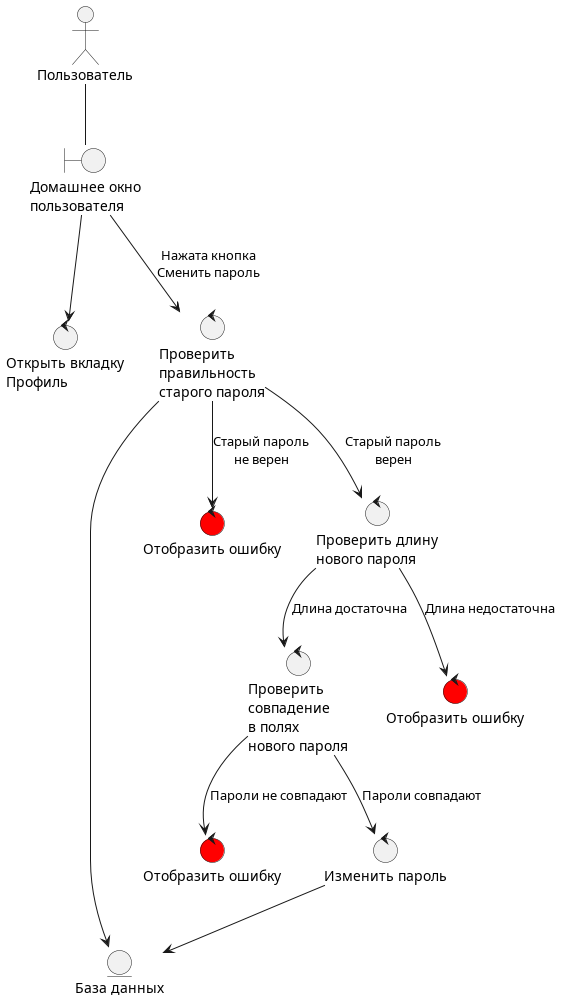 Пользователь
Домашнее окно
пользователя
Нажата кнопка
Сменить пароль
Открыть вкладку
Профиль
Проверить
правильность
старого пароля
Старый пароль
не верен
Старый пароль
верен
Отобразить ошибку
Проверить длину
нового пароля
Длина достаточна
Длина недостаточна
Проверить
совпадение
в полях
нового пароля
Отобразить ошибку
Пароли не совпадают
Пароли совпадают
Отобразить ошибку
Изменить пароль
База данных